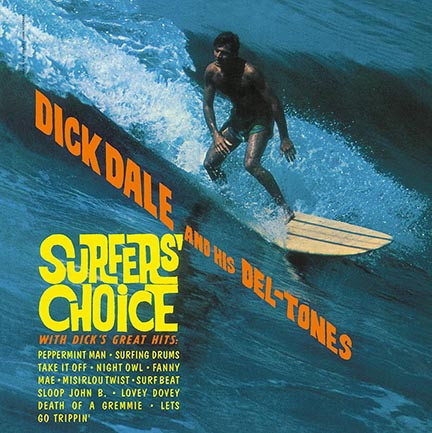 DICK DALE
AND HIS DEL-TONES
SURFERS'
CHOICE
WITH DICK'S GREAT HITS:
PEPPERMINT MAN • SURFING DRUMS
TAKE IT OFF • NIGHT OWL • FANNY
MAE • MISIRLOU TWIST • SURF BEAT
SLOOP JOHN B. • LOVEY DOVEY
DEATH OF A GREMMIE • LETS
GO TRIPPIN'